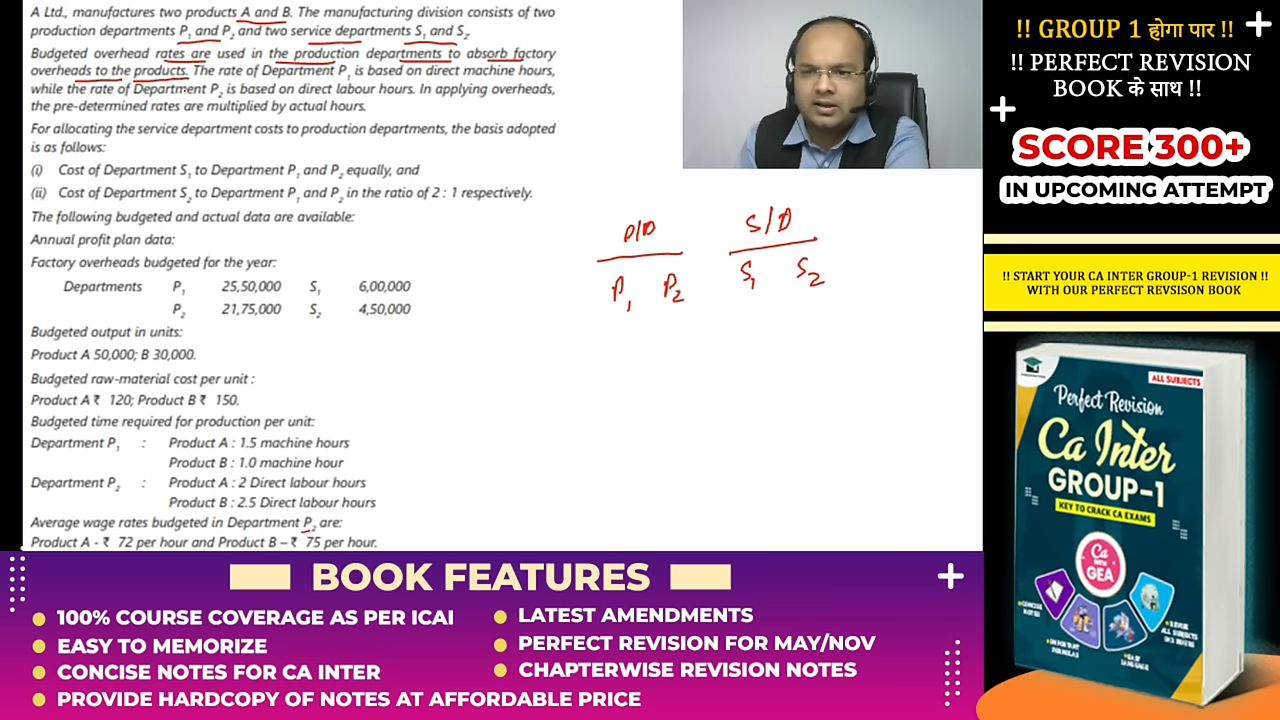 A Ltd., manufactures two products A and B. The manufacturing division consists of two
production departments P₁ and P₂ and two service departments S₁ and S₂.
Budgeted overhead rates are used in the production departments to absorb factory
overheads to the products. The rate of Department P₁ is based on direct machine hours,
while the rate of Department P₂ is based on direct labour hours. In applying overheads,
the pre-determined rates are multiplied by actual hours.
For allocating the service department costs to production departments, the basis adopted
is as follows:
(i) Cost of Department S₁ to Department P₁ and P₂ equally, and
(ii) Cost of Department S₂ to Department P₁ and P₂ in the ratio of 2 : 1 respectively.
The following budgeted and actual data are available:
Annual profit plan data:
Factory overheads budgeted for the year:
Departments P₁ 25,50,000 S₁ 6,00,000
P₂ 21,75,000 S₂ 4,50,000
Budgeted output in units:
Product A 50,000; B 30,000.
Budgeted raw-material cost per unit :
Product A ₹ 120; Product B ₹ 150.
Budgeted time required for production per unit:
Department P₁ : Product A : 1.5 machine hours
Product B : 1.0 machine hour
Department P₂ : Product A : 2 Direct labour hours
Product B : 2.5 Direct labour hours
Average wage rates budgeted in Department P₂ are:
Product A - ₹ 72 per hour and Product B – ₹ 75 per hour.
P/D S/D
P₁ P₂ S₁ S₂
!! GROUP 1 होगा पार !!
!! PERFECT REVISION
BOOK के साथ !!
SCORE 300+
IN UPCOMING ATTEMPT
!! START YOUR CA INTER GROUP-1 REVISION !!
WITH OUR PERFECT REVISSON BOOK
ALL SUBJECTS
Perfect Revision
Ca Inter
GROUP-1
KEY TO CRACK CA EXAMS
Ca
GEA
BOOK FEATURES
100% COURSE COVERAGE AS PER ICAI
EASY TO MEMORIZE
CONCISE NOTES FOR CA INTER
PROVIDE HARDCOPY OF NOTES AT AFFORDABLE PRICE
LATEST AMENDMENTS
PERFECT REVISION FOR MAY/NOV
CHAPTERWISE REVISION NOTES